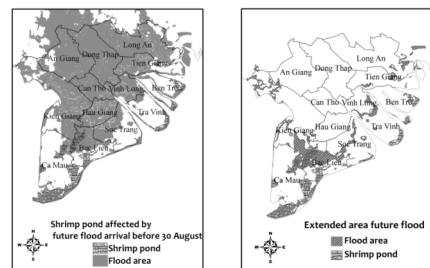 Long An
Dong Thap
An Giang
Tien Giang
Can Tho
Vinh Long
Ben Tre
Kien Giang
Hau Giang
Tra Vinh
Soc Trang
Bac Lieu
Ca Mau
Shrimp pond affected by
future flood arrival before 30 August
Shrimp pond
Flood area
N
W
E
S
Long An
Dong Thap
An Giang
Tien Giang
Can Tho
Vinh Long
Ben Tre
Kien Giang
Hau Giang
Tra Vinh
Soc Trang
Bac Lieu
Ca Mau
Extended area future flood
Flood area
Shrimp pond
N
W
E
S